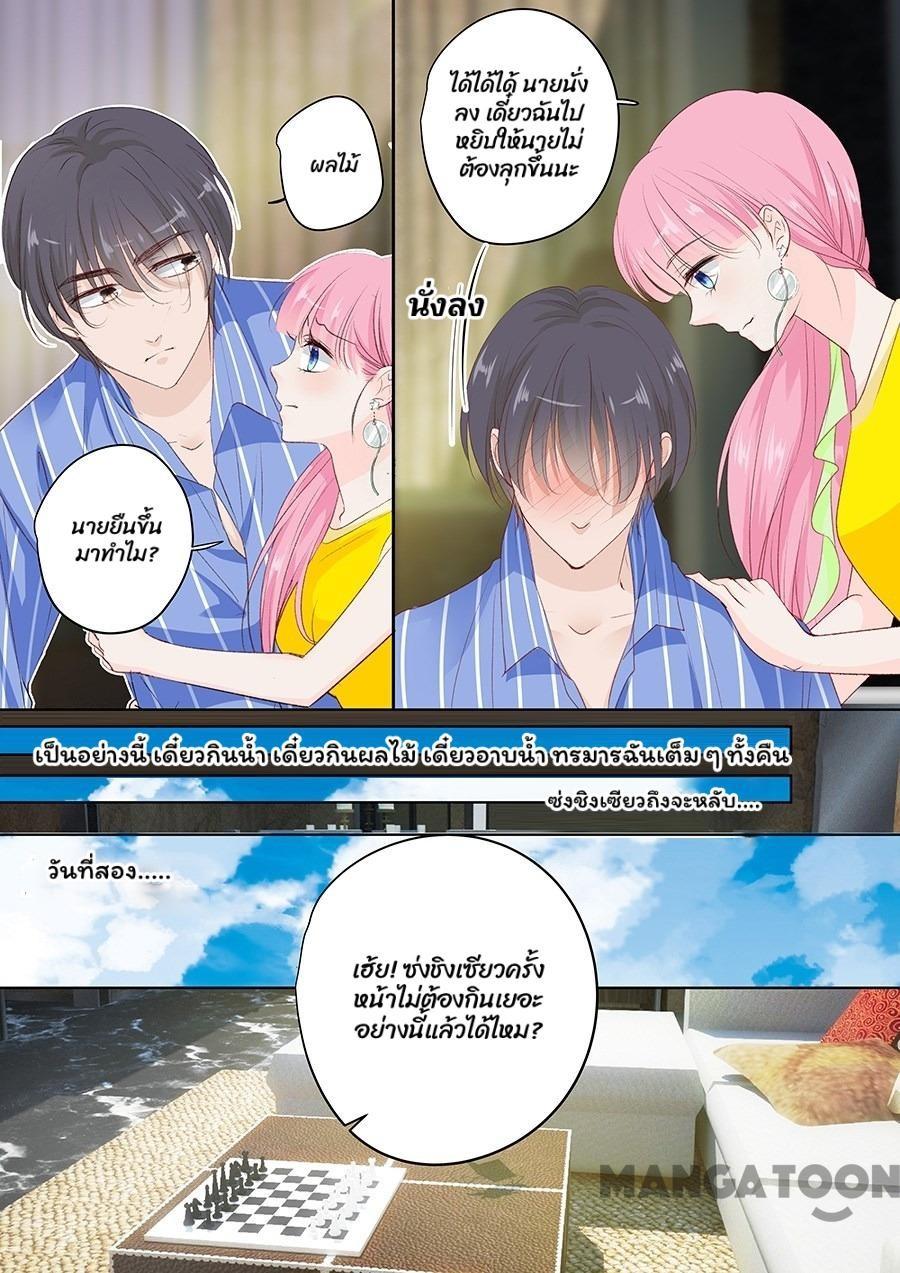 นายยืนขึ้น
มาทำไม?
ผลไม้
ได้ได้ได้ นายนั่ง
ลง เดี๋ยวฉันไป
หยิบให้นายไม่
ต้องลุกขึ้นนะ
นั่งลง
เป็นอย่างนี้ เดี๋ยวกินน้ำ เดี๋ยวกินผลไม้ เดี๋ยวอาบน้ำ ทรมารฉันเต็ม ๆ ทั้งคืน
ซ่งชิงเซียวถึงจะหลับ....
วันที่สอง.....
เฮ้ย! ซ่งชิงเซียวครั้ง
หน้าไม่ต้องกินเยอะ
อย่างนี้แล้วได้ไหม?
MANGATOON